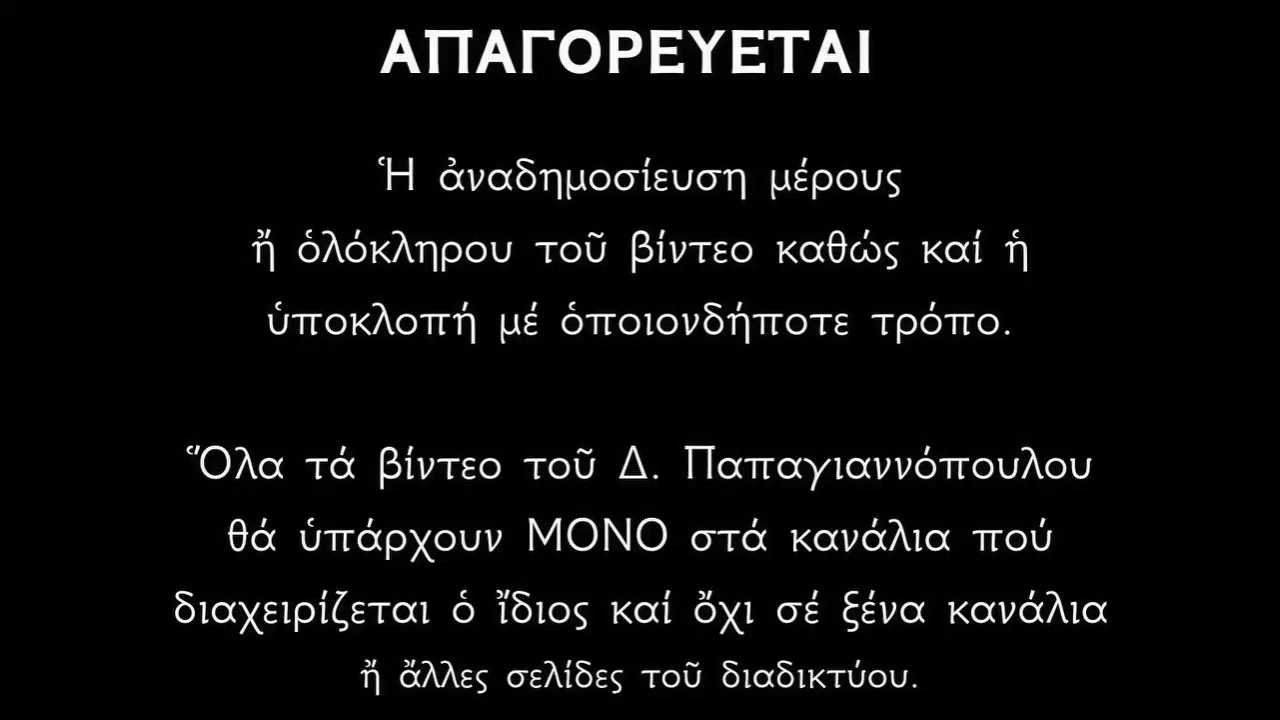 ΑΠΑΓΟΡΕΥΕΤΑΙ
Ἡ ἀναδημοσίευση μέρους
ἤ ὁλόκληρου τοῦ βίντεο καθώς καί ἡ
ὑποκλοπή μέ ὁποιονδήποτε τρόπο.
Ὅλα τά βίντεο τοῦ Δ. Παπαγιαννόπουλου
θά ὑπάρχουν ΜΟΝΟ στά κανάλια πού
διαχειρίζεται ὁ ἴδιος καί ὄχι σέ ξένα κανάλια
ἤ ἄλλες σελίδες τοῦ διαδικτύου.